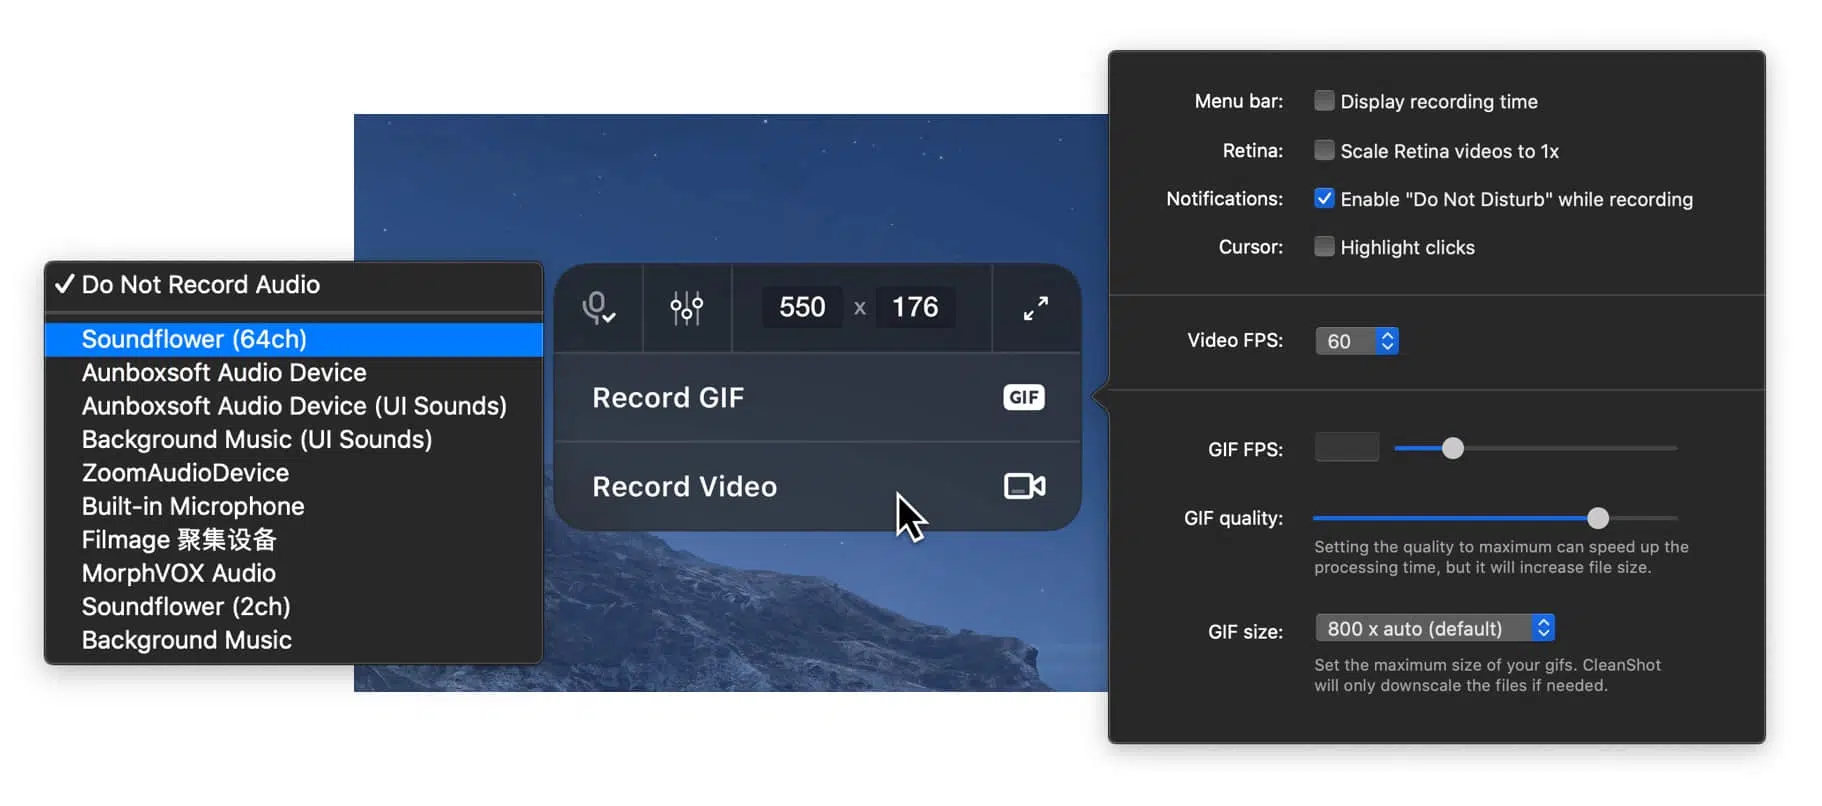 ✓ Do Not Record Audio
Soundflower (64ch)
Aunboxsoft Audio Device
Aunboxsoft Audio Device (UI Sounds)
Background Music (UI Sounds)
ZoomAudioDevice
Built-in Microphone
Filmage 聚集设备
MorphVOX Audio
Soundflower (2ch)
Background Music
550 x 176
Record GIF GIF
Record Video
Menu bar: Display recording time
Retina: Scale Retina videos to 1x
Notifications: Enable "Do Not Disturb" while recording
Cursor: Highlight clicks
Video FPS: 60
GIF FPS:
GIF quality:
Setting the quality to maximum can speed up the
processing time, but it will increase file size.
GIF size: 800 x auto (default)
Set the maximum size of your gifs. CleanShot
will only downscale the files if needed.